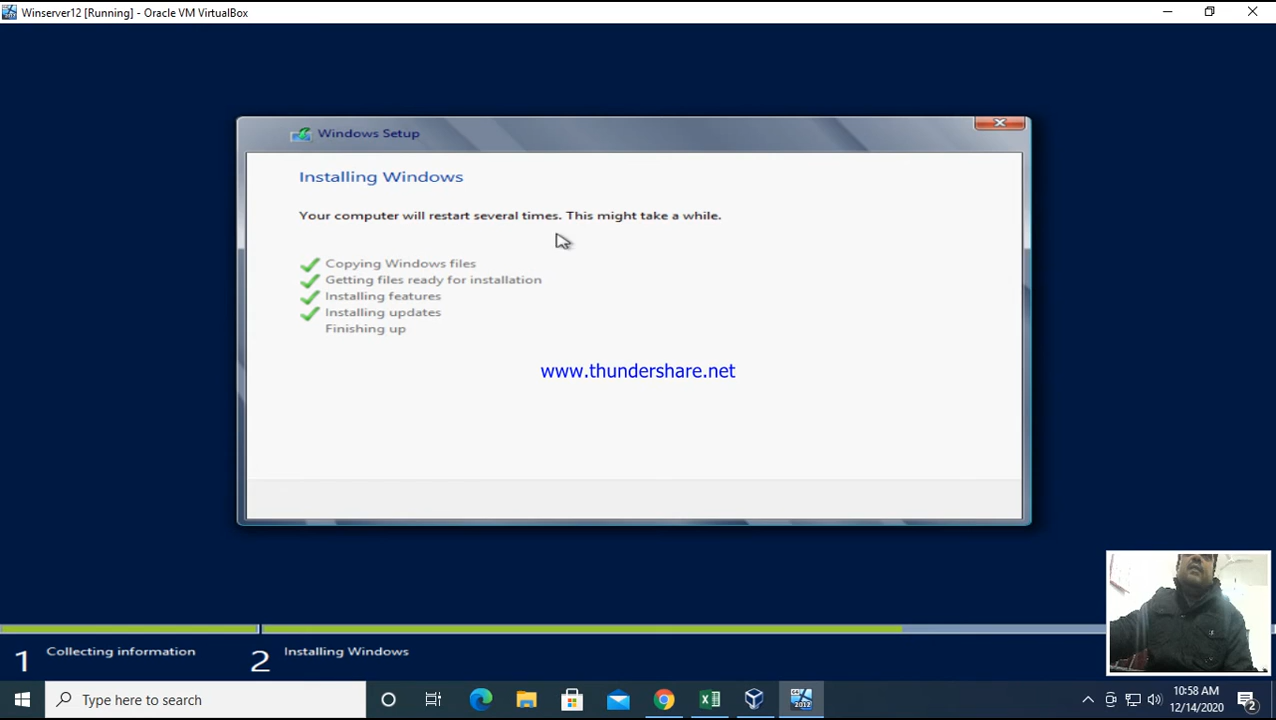 Winserver12 [Running] - Oracle VM VirtualBox
Windows Setup
Installing Windows
Your computer will restart several times. This might take a while.
Copying Windows files
Getting files ready for installation
Installing features
Installing updates
Finishing up
www.thundershare.net
1 Collecting information
2 Installing Windows
Type here to search
10:58 AM
12/14/2020
2